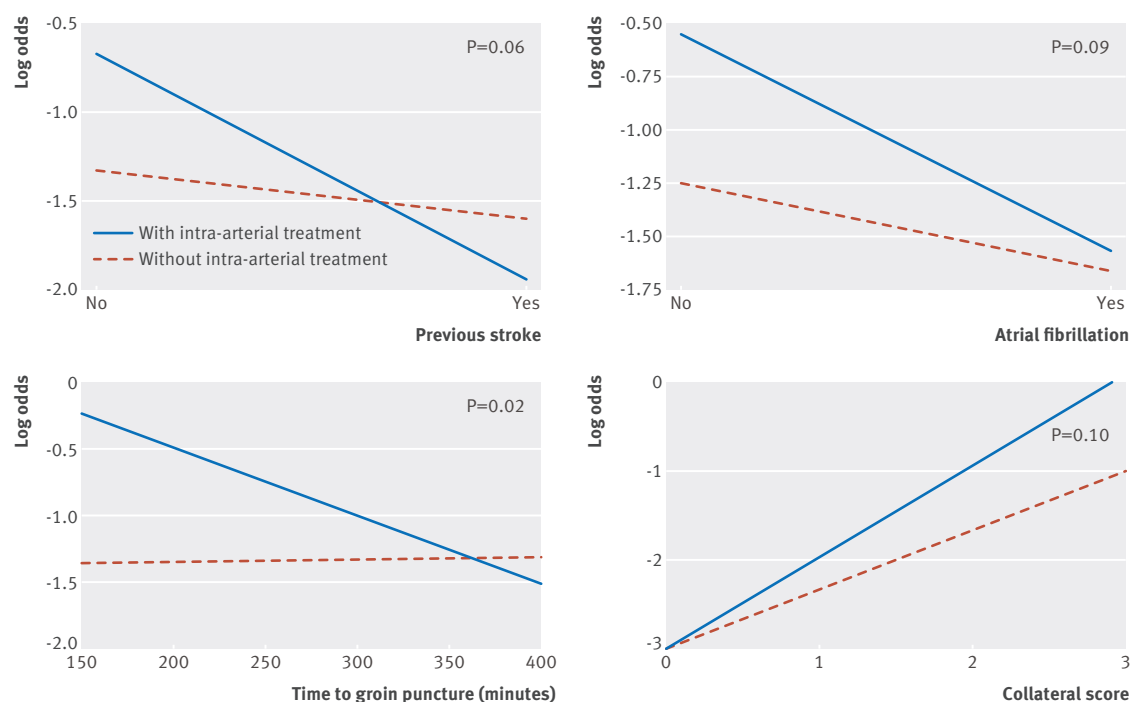 Log odds
-0.5
-1.0
-1.5
-2.0
P=0.06
With intra-arterial treatment
Without intra-arterial treatment
No
Yes
Previous stroke
Log odds
-0.50
-0.75
-1.00
-1.25
-1.50
-1.75
P=0.09
No
Yes
Atrial fibrillation
Log odds
0
-0.5
-1.0
-1.5
-2.0
P=0.02
150 200 250 300 350 400
Time to groin puncture (minutes)
Log odds
0
-1
-2
-3
P=0.10
0 1 2 3
Collateral score